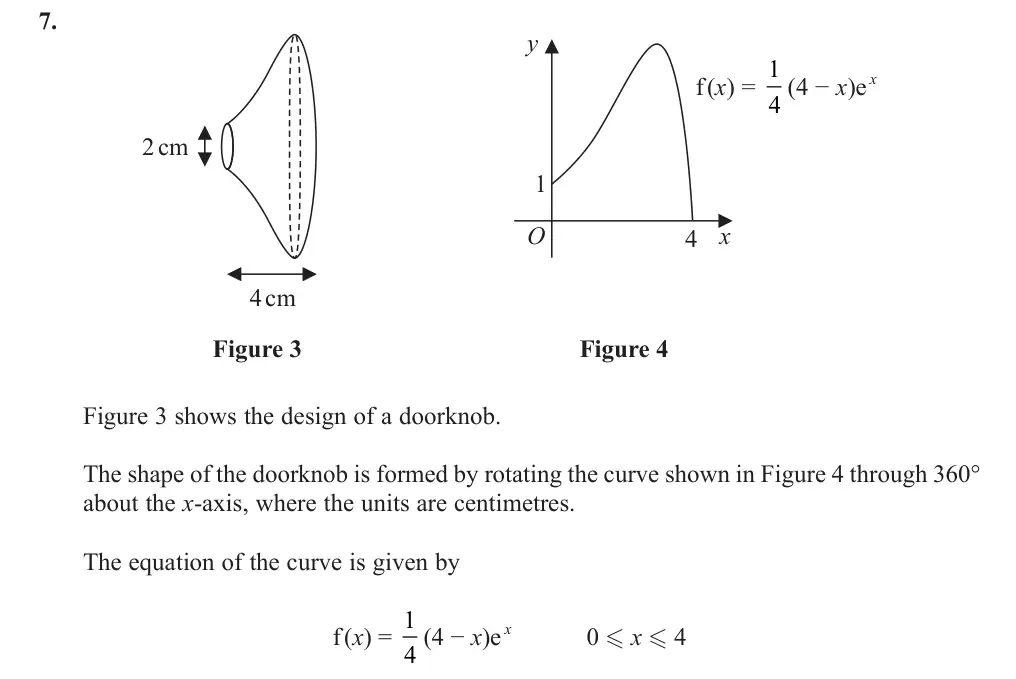 7.
2 cm
4 cm
Figure 3
y
f(x) = 1/4 (4 − x)eˣ
1
O
4 x
Figure 4
Figure 3 shows the design of a doorknob.
The shape of the doorknob is formed by rotating the curve shown in Figure 4 through 360°
about the x-axis, where the units are centimetres.
The equation of the curve is given by
f(x) = 1/4 (4 − x)eˣ 0 ⩽ x ⩽ 4